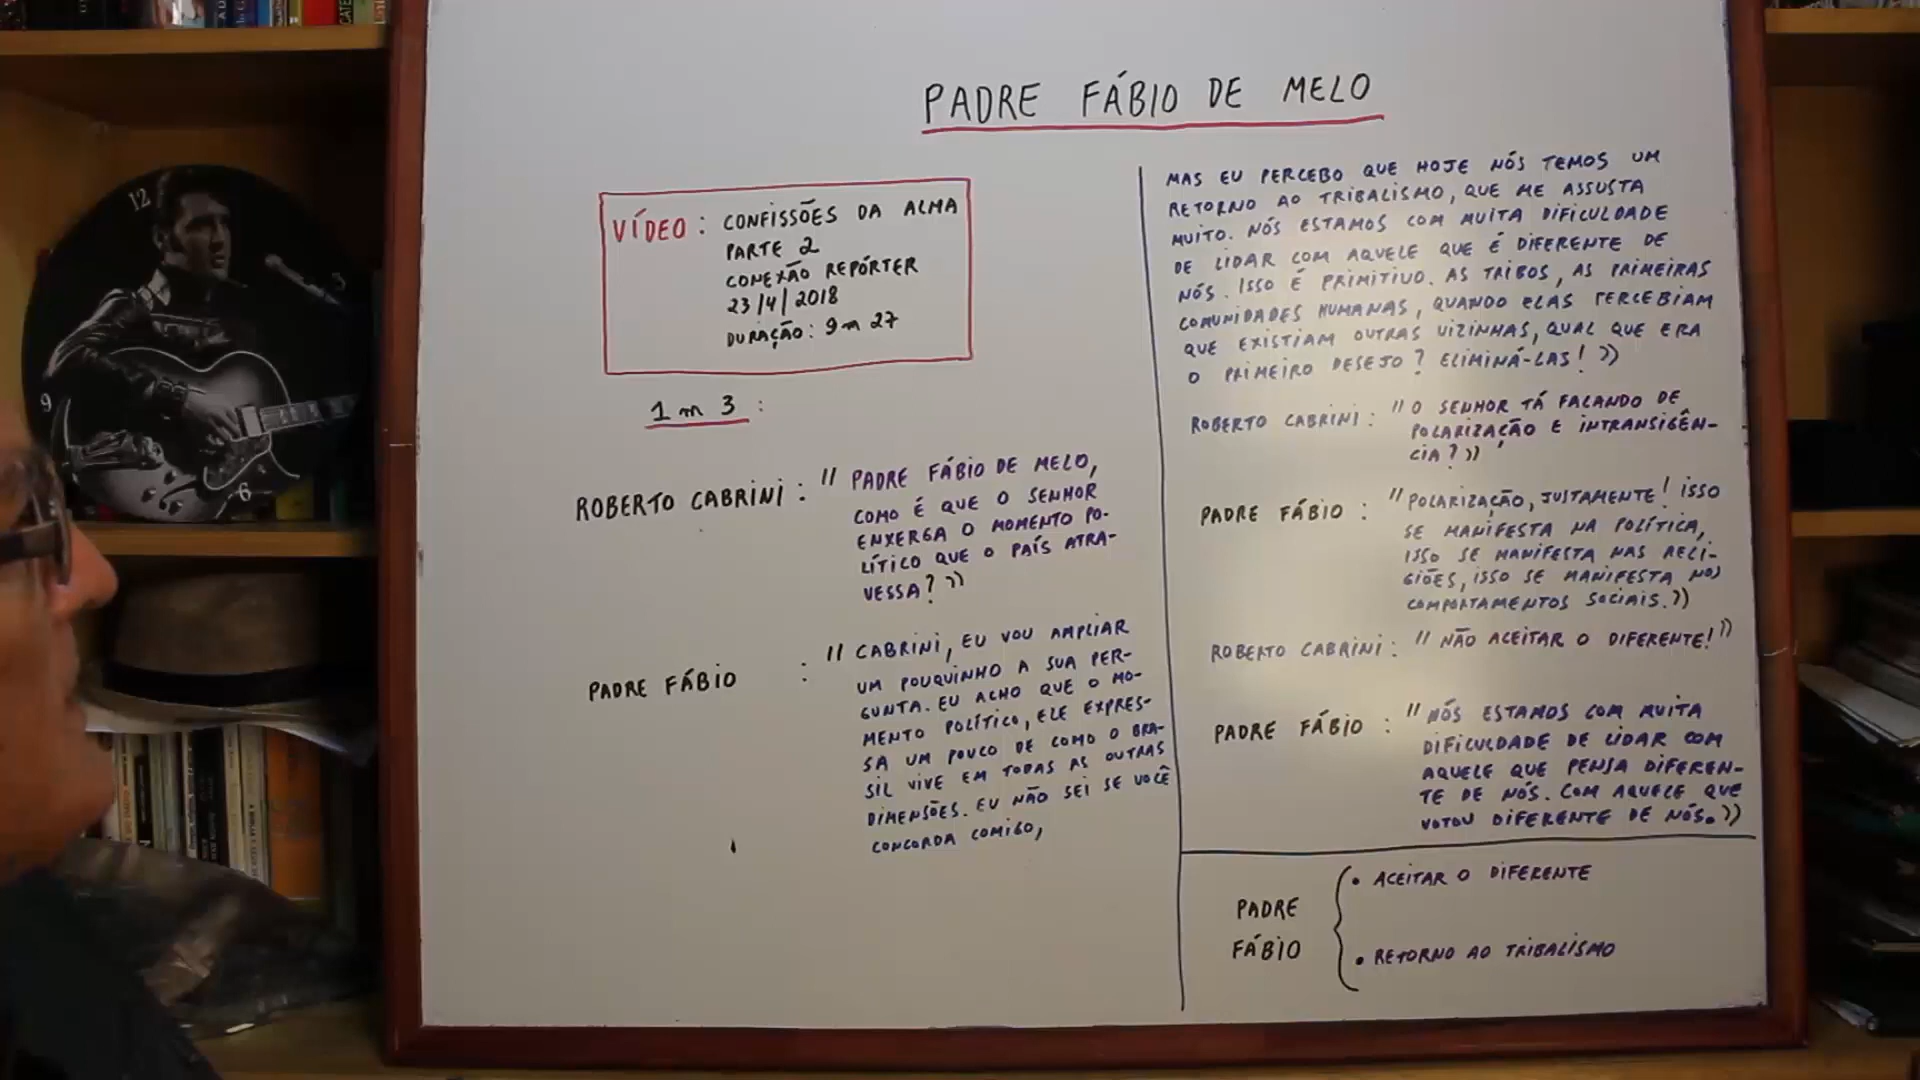 PADRE FÁBIO DE MELO
VÍDEO: CONFISSÕES DA ALMA
PARTE 2
CONEXÃO REPÓRTER
23/4/2018
DURAÇÃO: 9m 27
1m 3:
ROBERTO CABRINI: "PADRE FÁBIO DE MELO,
COMO É QUE O SENHOR
ENXERGA O MOMENTO PO-
LÍTICO QUE O PAÍS ATRA-
VESSA?"
PADRE FÁBIO : "CABRINI, EU VOU AMPLIAR
UM POUQUINHO A SUA PER-
GUNTA. EU ACHO QUE O MO-
MENTO POLÍTICO, ELE EXPRES-
SA UM POUCO DE COMO O BRA-
SIL VIVE EM TODAS AS OUTRAS
DIMENSÕES. EU NÃO SEI SE VOCÊ
CONCORDA COMIGO,
MAS EU PERCEBO QUE HOJE NÓS TEMOS UM
RETORNO AO TRIBALISMO, QUE ME ASSUSTA
MUITO. NÓS ESTAMOS COM MUITA DIFICULDADE
DE LIDAR COM AQUELE QUE É DIFERENTE DE
NÓS. ISSO É PRIMITIVO. AS TRIBOS, AS PRIMEIRAS
COMUNIDADES HUMANAS, QUANDO ELAS PERCEBIAM
QUE EXISTIAM OUTRAS VIZINHAS, QUAL QUE ERA
O PRIMEIRO DESEJO? ELIMINÁ-LAS!"
ROBERTO CABRINI: "O SENHOR TÁ FALANDO DE
POLARIZAÇÃO E INTRANSIGÊN-
CIA?"
PADRE FÁBIO : "POLARIZAÇÃO, JUSTAMENTE! ISSO
SE MANIFESTA NA POLÍTICA,
ISSO SE MANIFESTA NAS RELI-
GIÕES, ISSO SE MANIFESTA NOS
COMPORTAMENTOS SOCIAIS."
ROBERTO CABRINI: "NÃO ACEITAR O DIFERENTE!"
PADRE FÁBIO : "NÓS ESTAMOS COM MUITA
DIFICULDADE DE LIDAR COM
AQUELE QUE PENSA DIFEREN-
TE DE NÓS. COM AQUELE QUE
VOTOU DIFERENTE DE NÓS."
PADRE
FÁBIO
• ACEITAR O DIFERENTE
• RETORNO AO TRIBALISMO
12
3
6
9